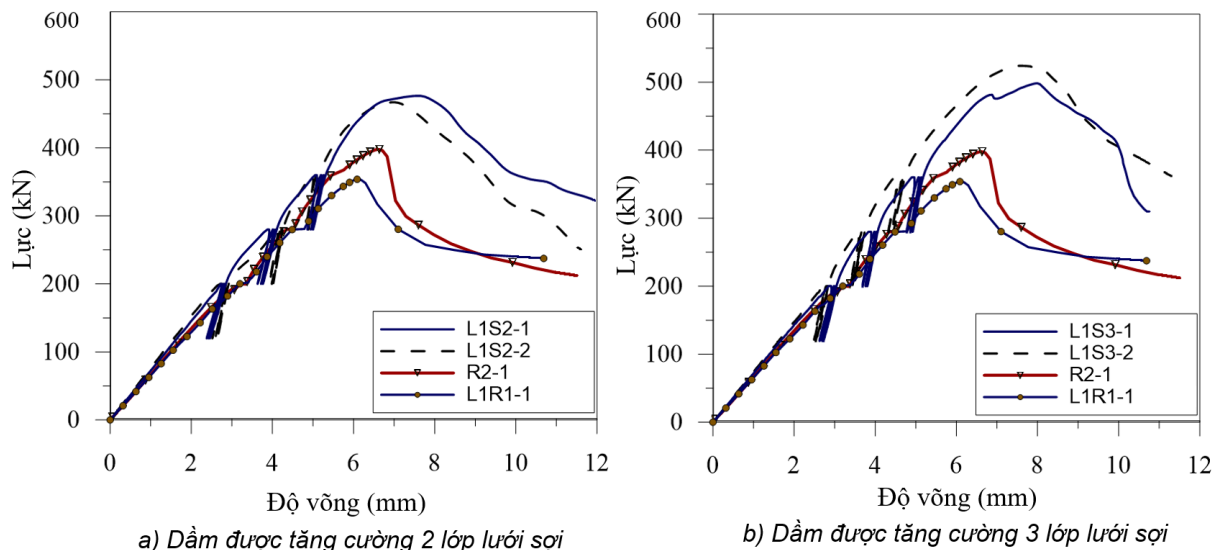 600
500
400
300
200
100
0
Lực (kN)
0 2 4 6 8 10 12
Độ võng (mm)
L1S2-1
L1S2-2
R2-1
L1R1-1
a) Dầm được tăng cường 2 lớp lưới sợi
600
500
400
300
200
100
0
Lực (kN)
0 2 4 6 8 10 12
Độ võng (mm)
L1S3-1
L1S3-2
R2-1
L1R1-1
b) Dầm được tăng cường 3 lớp lưới sợi